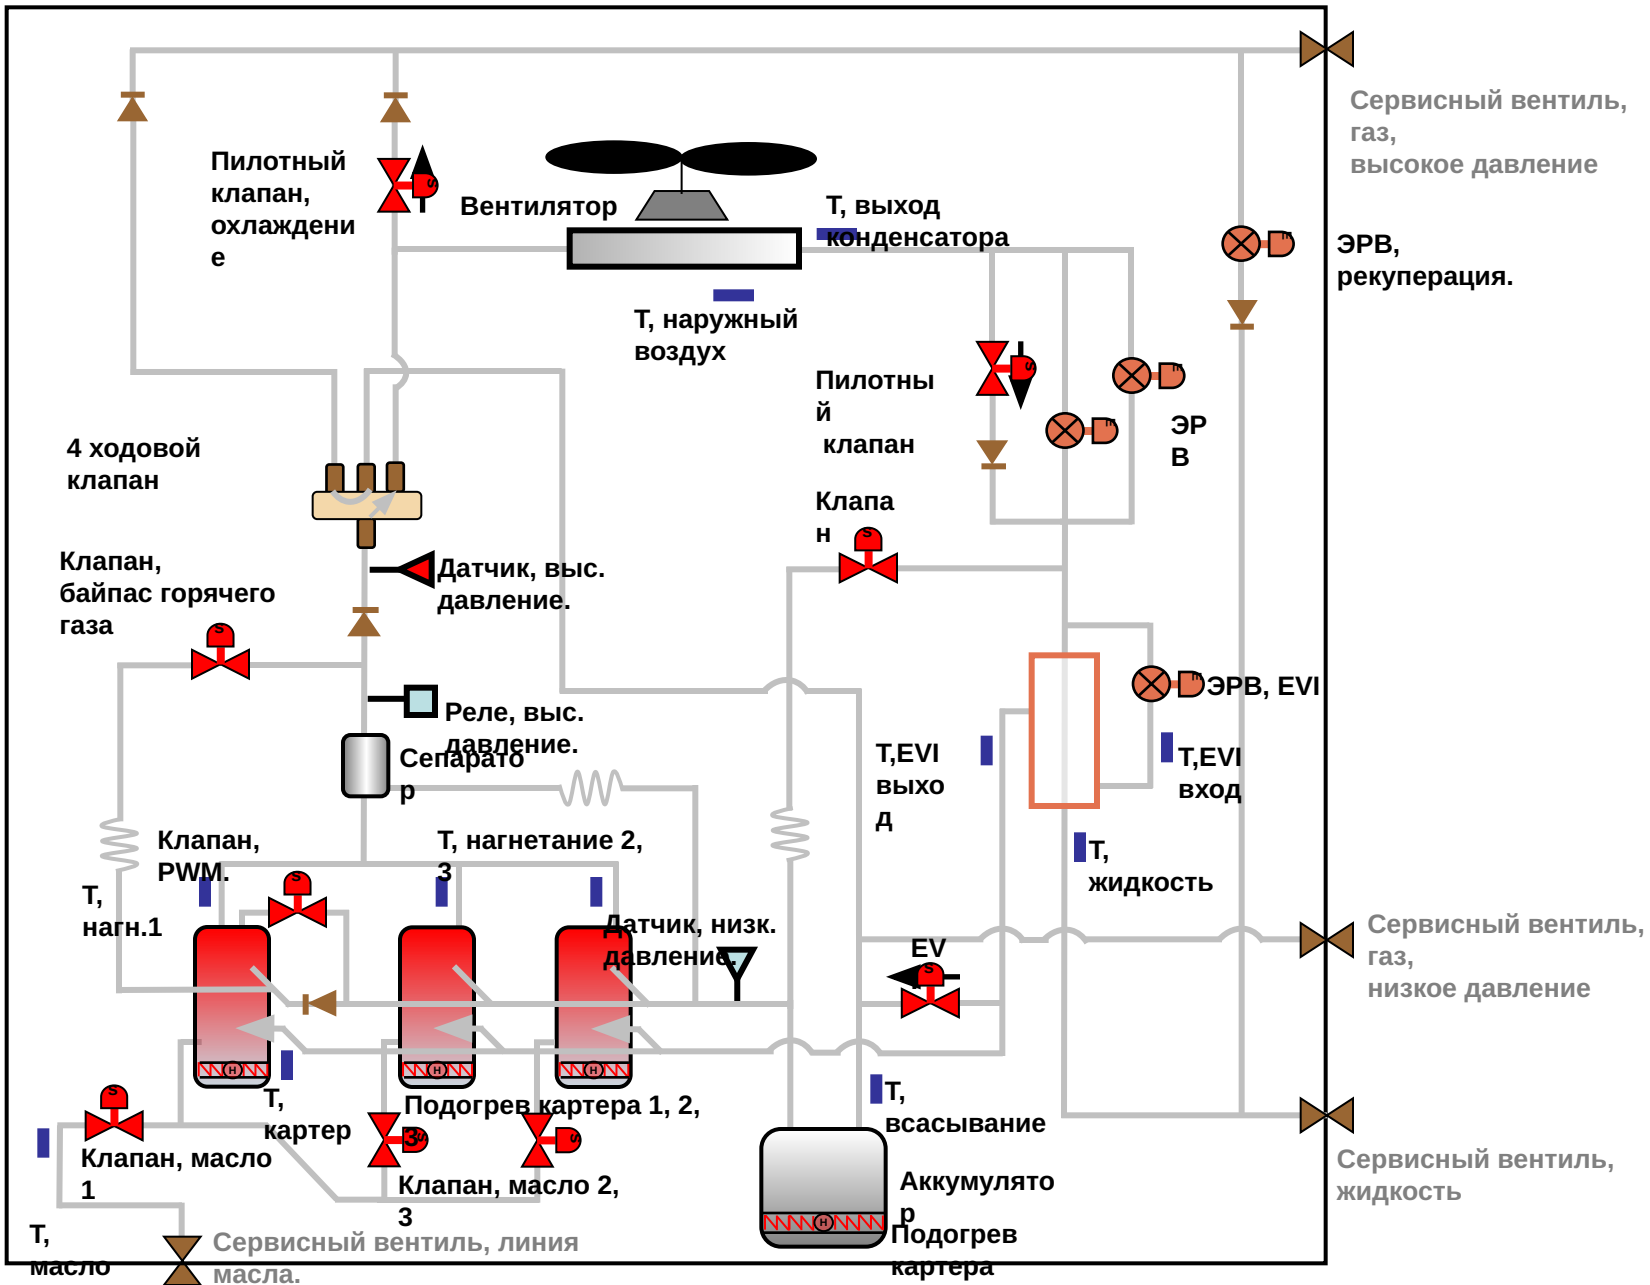 Сервисный вентиль,
газ,
высокое давление
Пилотный
клапан,
охлаждени
е
Вентилятор
Т, выход
конденсатора
ЭРВ,
рекуперация.
Т, наружный
воздух
Пилотны
й
клапан
ЭР
В
4 ходовой
клапан
Клапа
н
Клапан,
байпас горячего
газа
Датчик, выс.
давление.
Реле, выс.
давление.
Сепарато
р
ЭРВ, EVI
T,EVI
выхо
д
T,EVI
вход
Клапан,
PWM.
Т, нагнетание 2,
3
Т,
жидкость
Т,
нагн.1
Датчик, низк.
давление.
EV
Сервисный вентиль,
газ,
низкое давление
Т,
картер
Подогрев картера 1, 2,
3
Т,
всасывание
Клапан, масло
1
Клапан, масло 2,
3
Аккумулято
р
Подогрев
картера
Сервисный вентиль,
жидкость
Т,
масло
Сервисный вентиль, линия
масла.
S
S
S
S
S
S
S
S
S
E
E
E
E
H
H
H
H